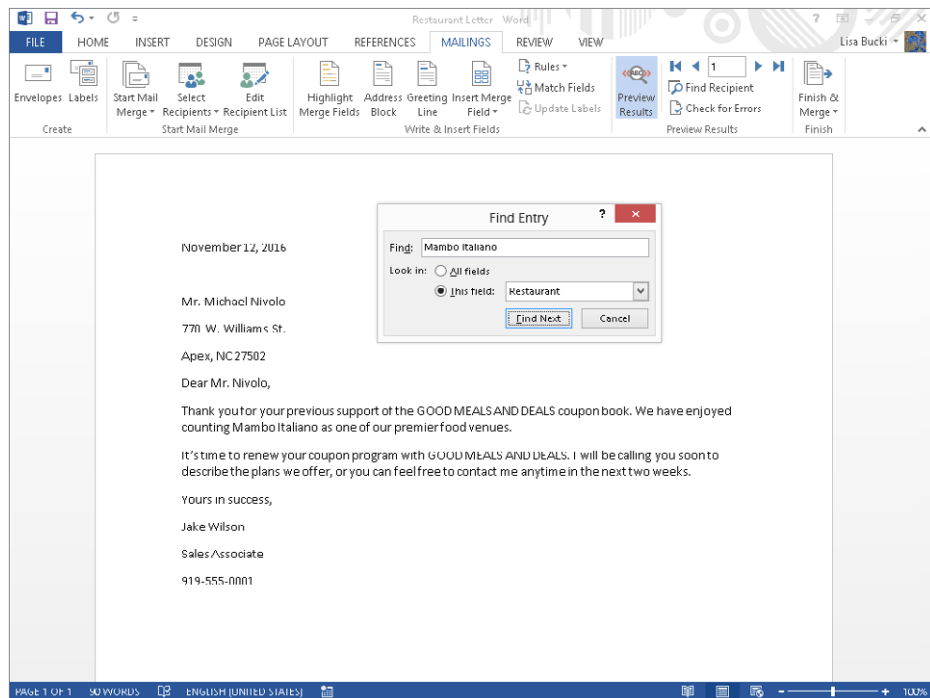 Restaurant Letter Word
?
FILE HOME INSERT DESIGN PAGE LAYOUT REFERENCES MAILINGS REVIEW VIEW Lisa Bucki
Envelopes Labels
Start Mail Merge
Select Recipients
Edit Recipient List
Highlight Merge Fields
Address Block
Greeting Line
Insert Merge Field
Rules
Match Fields
Update Labels
«ABC»
Preview Results
1
Find Recipient
Check for Errors
Finish & Merge
Create Start Mail Merge Write & Insert Fields Preview Results Finish
Find Entry ?
Find: Mambo Italiano
Look in: All fields
This field: Restaurant
Find Next Cancel
November 12, 2016
Mr. Michael Nivolo
770 W. Williams St.
Apex, NC 27502
Dear Mr. Nivolo,
Thank you for your previous support of the GOOD MEALS AND DEALS coupon book. We have enjoyed
counting Mambo Italiano as one of our premier food venues.
It's time to renew your coupon program with GOOD MEALS AND DEALS. I will be calling you soon to
describe the plans we offer, or you can feel free to contact me anytime in the next two weeks.
Yours in success,
Jake Wilson
Sales Associate
919-555-0001
PAGE 1 OF 1 90 WORDS ENGLISH (UNITED STATES) 100%